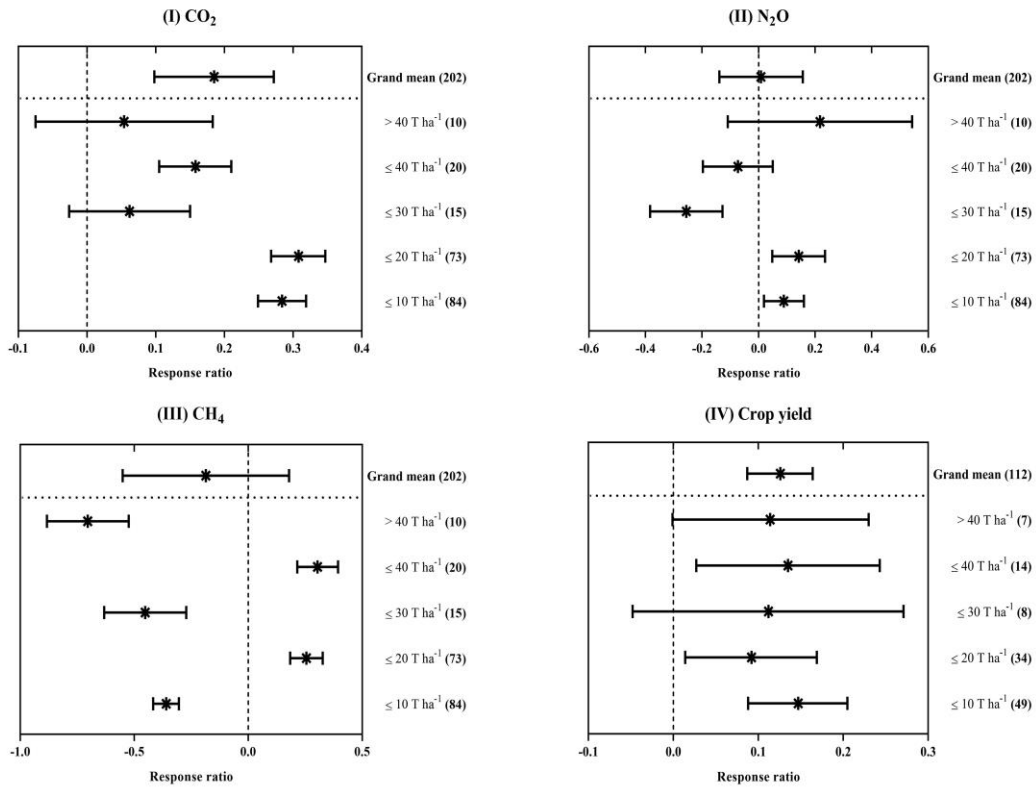 (I) CO₂
Grand mean (202)
> 40 T ha⁻¹ (10)
≤ 40 T ha⁻¹ (20)
≤ 30 T ha⁻¹ (15)
≤ 20 T ha⁻¹ (73)
≤ 10 T ha⁻¹ (84)
-0.1 0.0 0.1 0.2 0.3 0.4
Response ratio
(II) N₂O
Grand mean (202)
> 40 T ha⁻¹ (10)
≤ 40 T ha⁻¹ (20)
≤ 30 T ha⁻¹ (15)
≤ 20 T ha⁻¹ (73)
≤ 10 T ha⁻¹ (84)
-0.6 -0.4 -0.2 0.0 0.2 0.4 0.6
Response ratio
(III) CH₄
Grand mean (202)
> 40 T ha⁻¹ (10)
≤ 40 T ha⁻¹ (20)
≤ 30 T ha⁻¹ (15)
≤ 20 T ha⁻¹ (73)
≤ 10 T ha⁻¹ (84)
-1.0 -0.5 0.0 0.5
Response ratio
(IV) Crop yield
Grand mean (112)
> 40 T ha⁻¹ (7)
≤ 40 T ha⁻¹ (14)
≤ 30 T ha⁻¹ (8)
≤ 20 T ha⁻¹ (34)
≤ 10 T ha⁻¹ (49)
-0.1 0.0 0.1 0.2 0.3
Response ratio